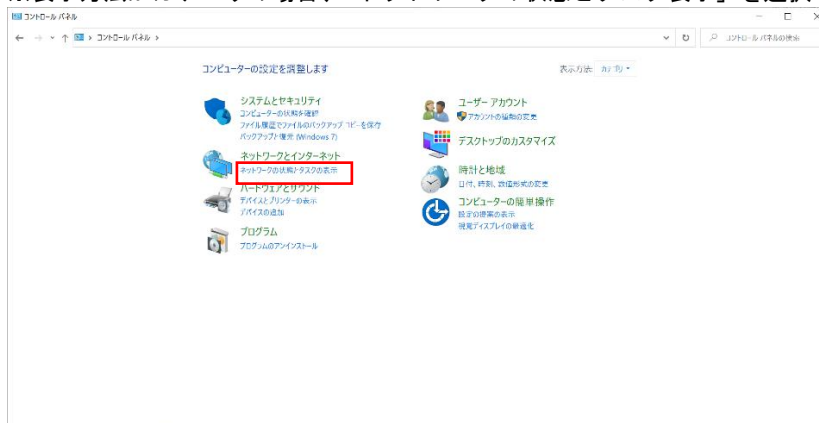 コントロール パネル
コントロール パネル
コントロール パネルの検索
コンピューターの設定を調整します
表示方法: カテゴリ
システムとセキュリティ
コンピューターの状態を確認
ファイル履歴でファイルのバックアップ コピーを保存
バックアップと復元 (Windows 7)
ネットワークとインターネット
ネットワークの状態とタスクの表示
ハードウェアとサウンド
デバイスとプリンターの表示
デバイスの追加
プログラム
プログラムのアンインストール
ユーザー アカウント
アカウントの種類の変更
デスクトップのカスタマイズ
時計と地域
日付、時刻、数値形式の変更
コンピューターの簡単操作
設定の提案の表示
視覚ディスプレイの最適化